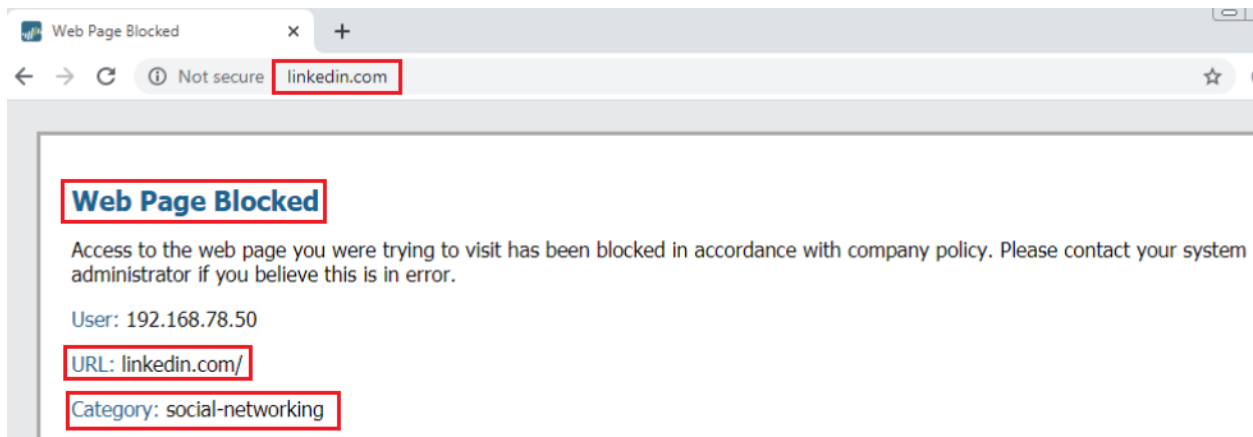 Web Page Blocked
Not secure linkedin.com
Web Page Blocked
Access to the web page you were trying to visit has been blocked in accordance with company policy. Please contact your system
administrator if you believe this is in error.
User: 192.168.78.50
URL: linkedin.com/
Category: social-networking